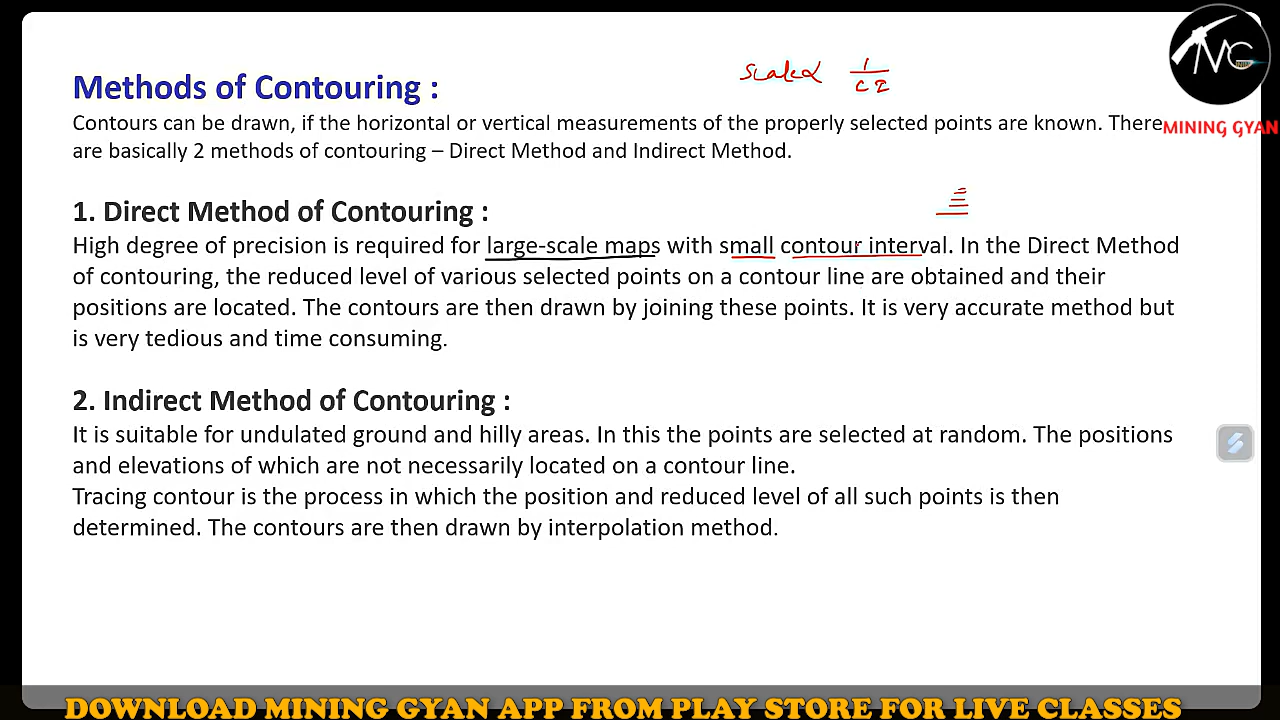 Scale ∝ 1/CI
MG
MINING GYAN
Methods of Contouring :
Contours can be drawn, if the horizontal or vertical measurements of the properly selected points are known. There
are basically 2 methods of contouring – Direct Method and Indirect Method.
1. Direct Method of Contouring :
High degree of precision is required for large-scale maps with small contour interval. In the Direct Method
of contouring, the reduced level of various selected points on a contour line are obtained and their
positions are located. The contours are then drawn by joining these points. It is very accurate method but
is very tedious and time consuming.
2. Indirect Method of Contouring :
It is suitable for undulated ground and hilly areas. In this the points are selected at random. The positions
and elevations of which are not necessarily located on a contour line.
Tracing contour is the process in which the position and reduced level of all such points is then
determined. The contours are then drawn by interpolation method.
DOWNLOAD MINING GYAN APP FROM PLAY STORE FOR LIVE CLASSES